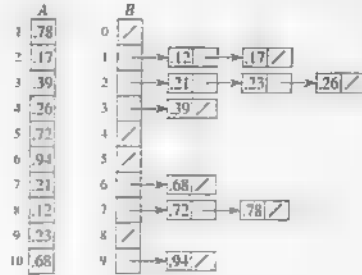 A B
1 .78 0
2 .17 1 .12 .17
3 .39 2 .21 .23 .26
4 .26 3 .39
5 .72 4
6 .94 5
7 .21 6 .68
8 .12 7 .72 .78
9 .23 8
10 .68 9 .94